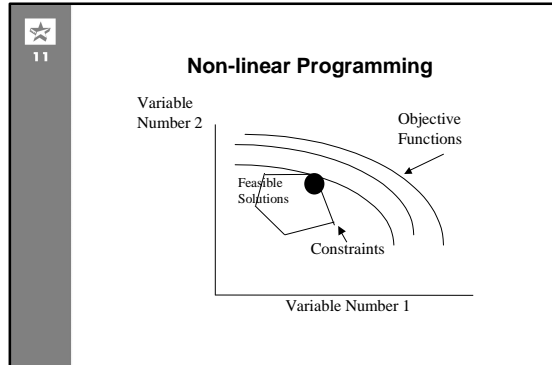 11
Non-linear Programming
Variable
Number 2
Objective
Functions
Feasible
Solutions
Constraints
Variable Number 1